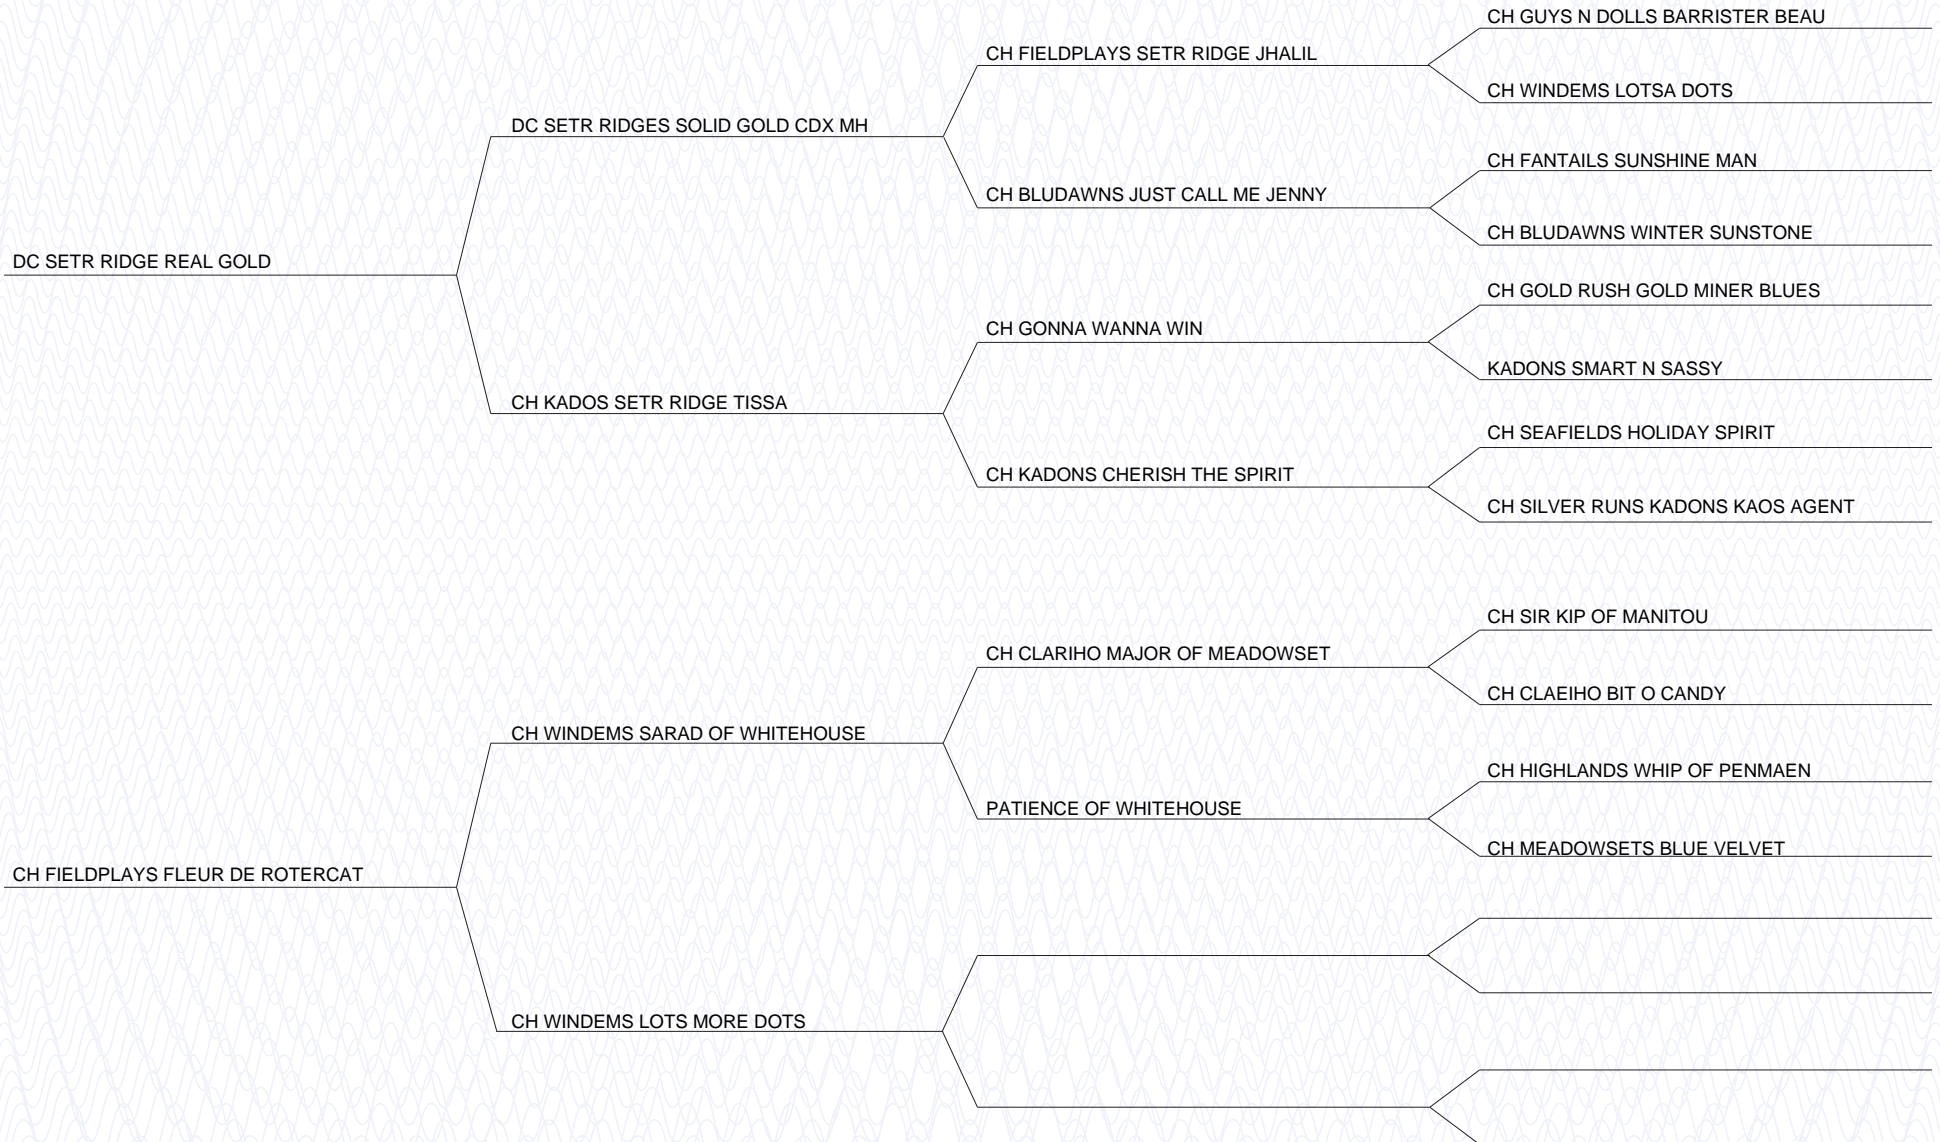 CH GUYS N DOLLS BARRISTER BEAU
CH FIELDPLAYS SETR RIDGE JHALIL
CH WINDEMS LOTSA DOTS
DC SETR RIDGES SOLID GOLD CDX MH
CH FANTAILS SUNSHINE MAN
CH BLUDAWNS JUST CALL ME JENNY
CH BLUDAWNS WINTER SUNSTONE
DC SETR RIDGE REAL GOLD
CH GOLD RUSH GOLD MINER BLUES
CH GONNA WANNA WIN
KADONS SMART N SASSY
CH KADOS SETR RIDGE TISSA
CH SEAFIELDS HOLIDAY SPIRIT
CH KADONS CHERISH THE SPIRIT
CH SILVER RUNS KADONS KAOS AGENT
CH SIR KIP OF MANITOU
CH CLARIHO MAJOR OF MEADOWSET
CH CLAEIHO BIT O CANDY
CH WINDEMS SARAD OF WHITEHOUSE
CH HIGHLANDS WHIP OF PENMAEN
PATIENCE OF WHITEHOUSE
CH MEADOWSETS BLUE VELVET
CH FIELDPLAYS FLEUR DE ROTERCAT
CH WINDEMS LOTS MORE DOTS